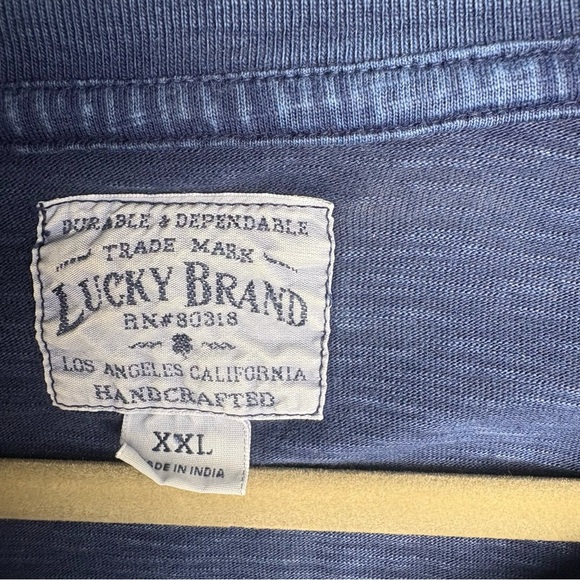 DURABLE & DEPENDABLE
TRADE MARK
LUCKY BRAND
RN#80318
LOS ANGELES CALIFORNIA
HANDCRAFTED
XXL
ADE IN INDIA